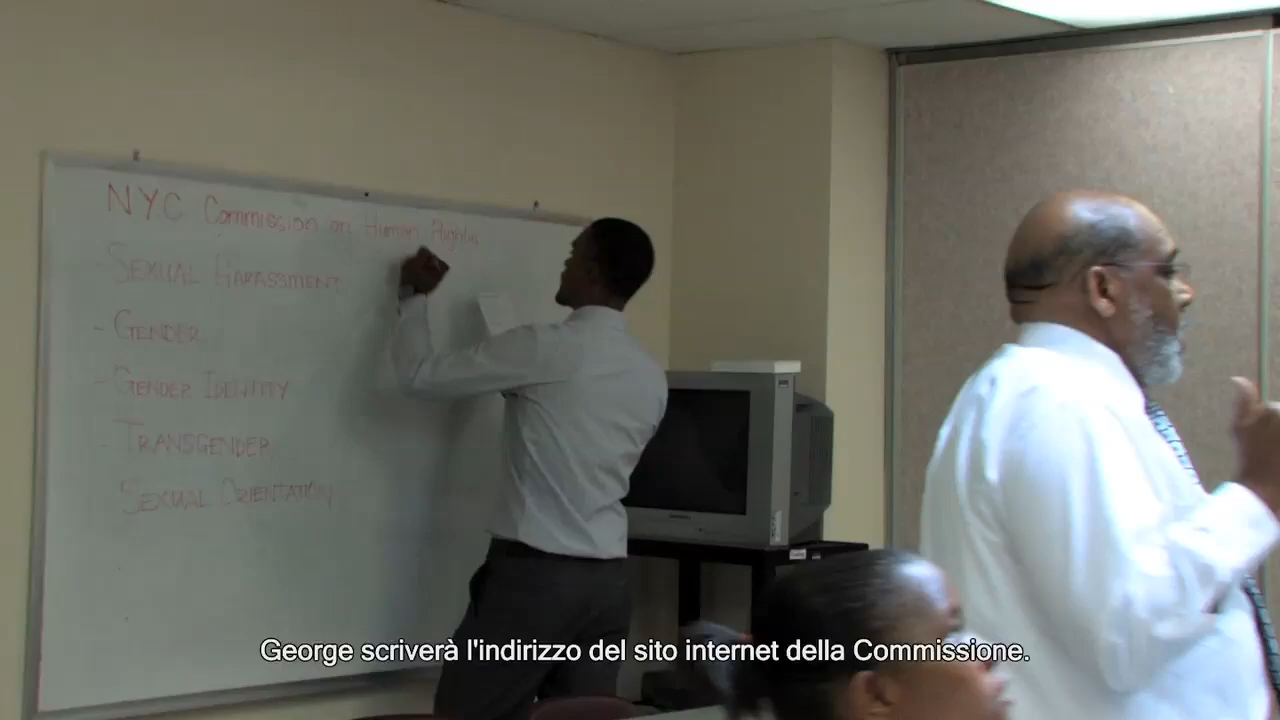 NYC Commission on Human Rights
- SEXUAL HARASSMENT
- GENDER
- GENDER IDENTITY
- TRANSGENDER
SEXUAL ORIENTATION
George scriverà l'indirizzo del sito internet della Commissione.